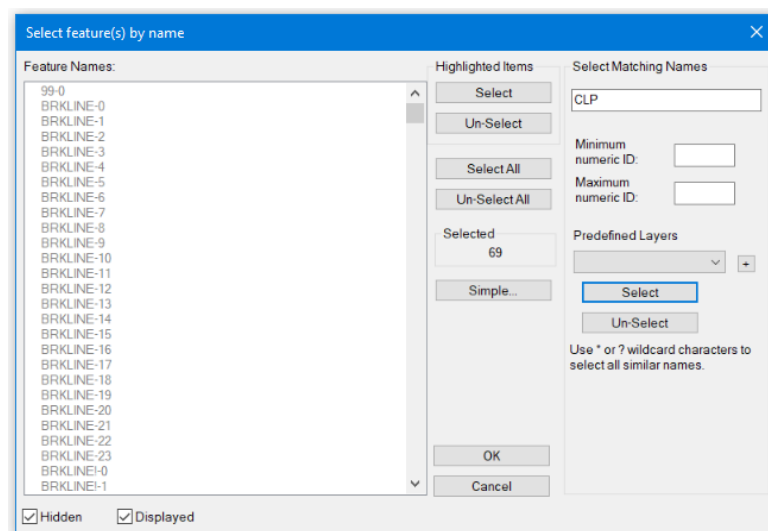 Select feature(s) by name
Feature Names:
99-0
BRKLINE-0
BRKLINE-1
BRKLINE-2
BRKLINE-3
BRKLINE-4
BRKLINE-5
BRKLINE-6
BRKLINE-7
BRKLINE-8
BRKLINE-9
BRKLINE-10
BRKLINE-11
BRKLINE-12
BRKLINE-13
BRKLINE-14
BRKLINE-15
BRKLINE-16
BRKLINE-17
BRKLINE-18
BRKLINE-19
BRKLINE-20
BRKLINE-21
BRKLINE-22
BRKLINE-23
BRKLINE!-0
BRKLINE!-1
Hidden
Displayed
Highlighted Items
Select
Un-Select
Select All
Un-Select All
Selected
69
Simple...
OK
Cancel
Select Matching Names
CLP
Minimum
numeric ID:
Maximum
numeric ID:
Predefined Layers
+
Select
Un-Select
Use * or ? wildcard characters to
select all similar names.